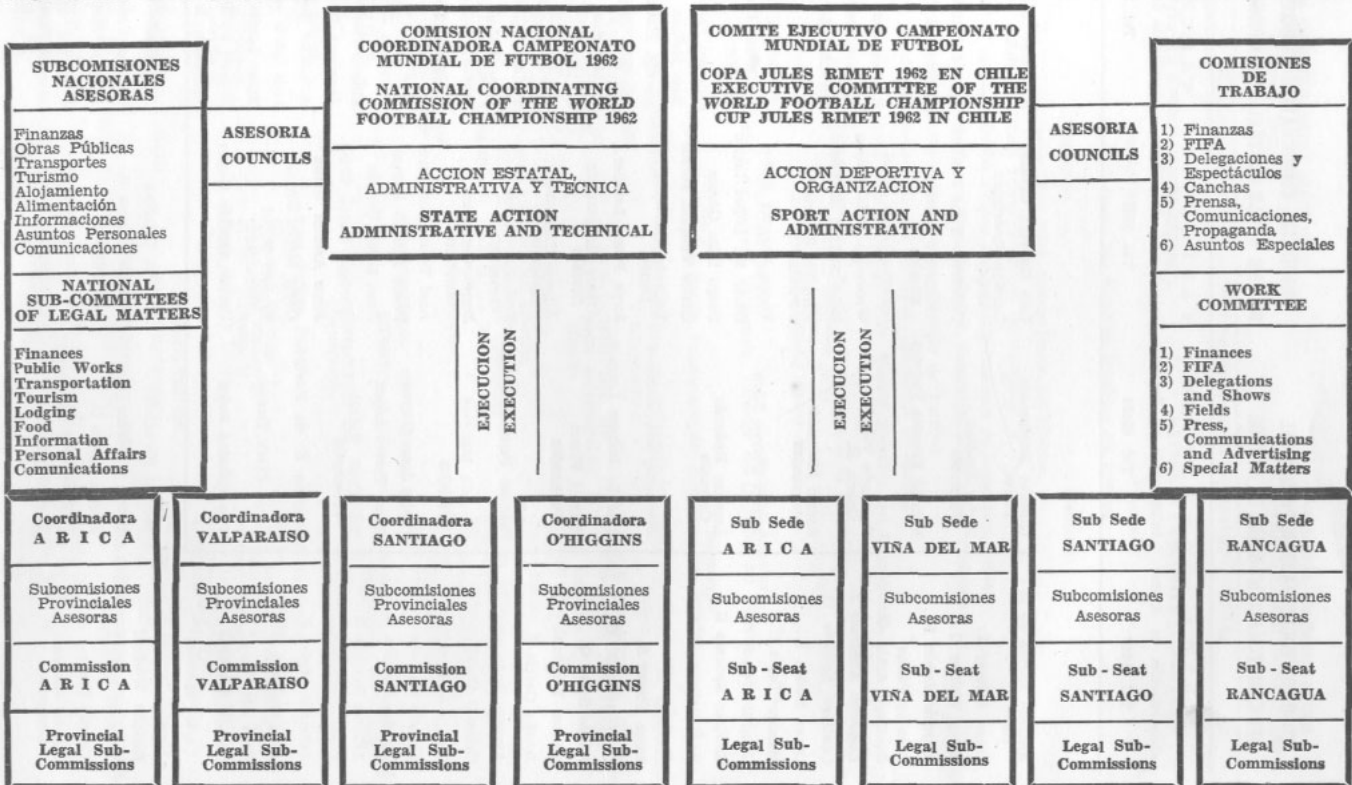 SUBCOMISIONES
NACIONALES
ASESORAS
Finanzas
Obras Públicas
Transportes
Turismo
Alojamiento
Alimentación
Informaciones
Asuntos Personales
Comunicaciones
NATIONAL
SUB-COMMITTEES
OF LEGAL MATTERS
Finances
Public Works
Transportation
Tourism
Lodging
Food
Information
Personal Affairs
Comunications
ASESORIA
COUNCILS
COMISION NACIONAL
COORDINADORA CAMPEONATO
MUNDIAL DE FUTBOL 1962
NATIONAL COORDINATING
COMMISSION OF THE WORLD
FOOTBALL CHAMPIONSHIP 1962
ACCION ESTATAL,
ADMINISTRATIVA Y TECNICA
STATE ACTION
ADMINISTRATIVE AND TECHNICAL
COMITE EJECUTIVO CAMPEONATO
MUNDIAL DE FUTBOL
COPA JULES RIMET 1962 EN CHILE
EXECUTIVE COMMITTEE OF THE
WORLD FOOTBALL CHAMPIONSHIP
CUP JULES RIMET 1962 IN CHILE
ACCION DEPORTIVA Y
ORGANIZACION
SPORT ACTION AND
ADMINISTRATION
ASESORIA
COUNCILS
COMISIONES
DE
TRABAJO
1) Finanzas
2) FIFA
3) Delegaciones y
Espectáculos
4) Canchas
5) Prensa,
Comunicaciones,
Propaganda
6) Asuntos Especiales
WORK
COMMITTEE
1) Finances
2) FIFA
3) Delegations
and Shows
4) Fields
5) Press,
Communications
and Advertising
6) Special Matters
EJECUCION
EXECUTION
EJECUCION
EXECUTION
Coordinadora
ARICA
Subcomisiones
Provinciales
Asesoras
Commission
ARICA
Provincial
Legal Sub-
Commissions
Coordinadora
VALPARAISO
Subcomisiones
Provinciales
Asesoras
Commission
VALPARAISO
Provincial
Legal Sub-
Commissions
Coordinadora
SANTIAGO
Subcomisiones
Provinciales
Asesoras
Commission
SANTIAGO
Provincial
Legal Sub-
Commissions
Coordinadora
O'HIGGINS
Subcomisiones
Provinciales
Asesoras
Commission
O'HIGGINS
Provincial
Legal Sub-
Commissions
Sub Sede
ARICA
Subcomisiones
Asesoras
Sub - Seat
ARICA
Legal Sub-
Commissions
Sub Sede
VIÑA DEL MAR
Subcomisiones
Asesoras
Sub - Seat
VIÑA DEL MAR
Legal Sub-
Commissions
Sub Sede
SANTIAGO
Subcomisiones
Asesoras
Sub - Seat
SANTIAGO
Legal Sub-
Commissions
Sub Sede
RANCAGUA
Subcomisiones
Asesoras
Sub - Seat
RANCAGUA
Legal Sub-
Commissions